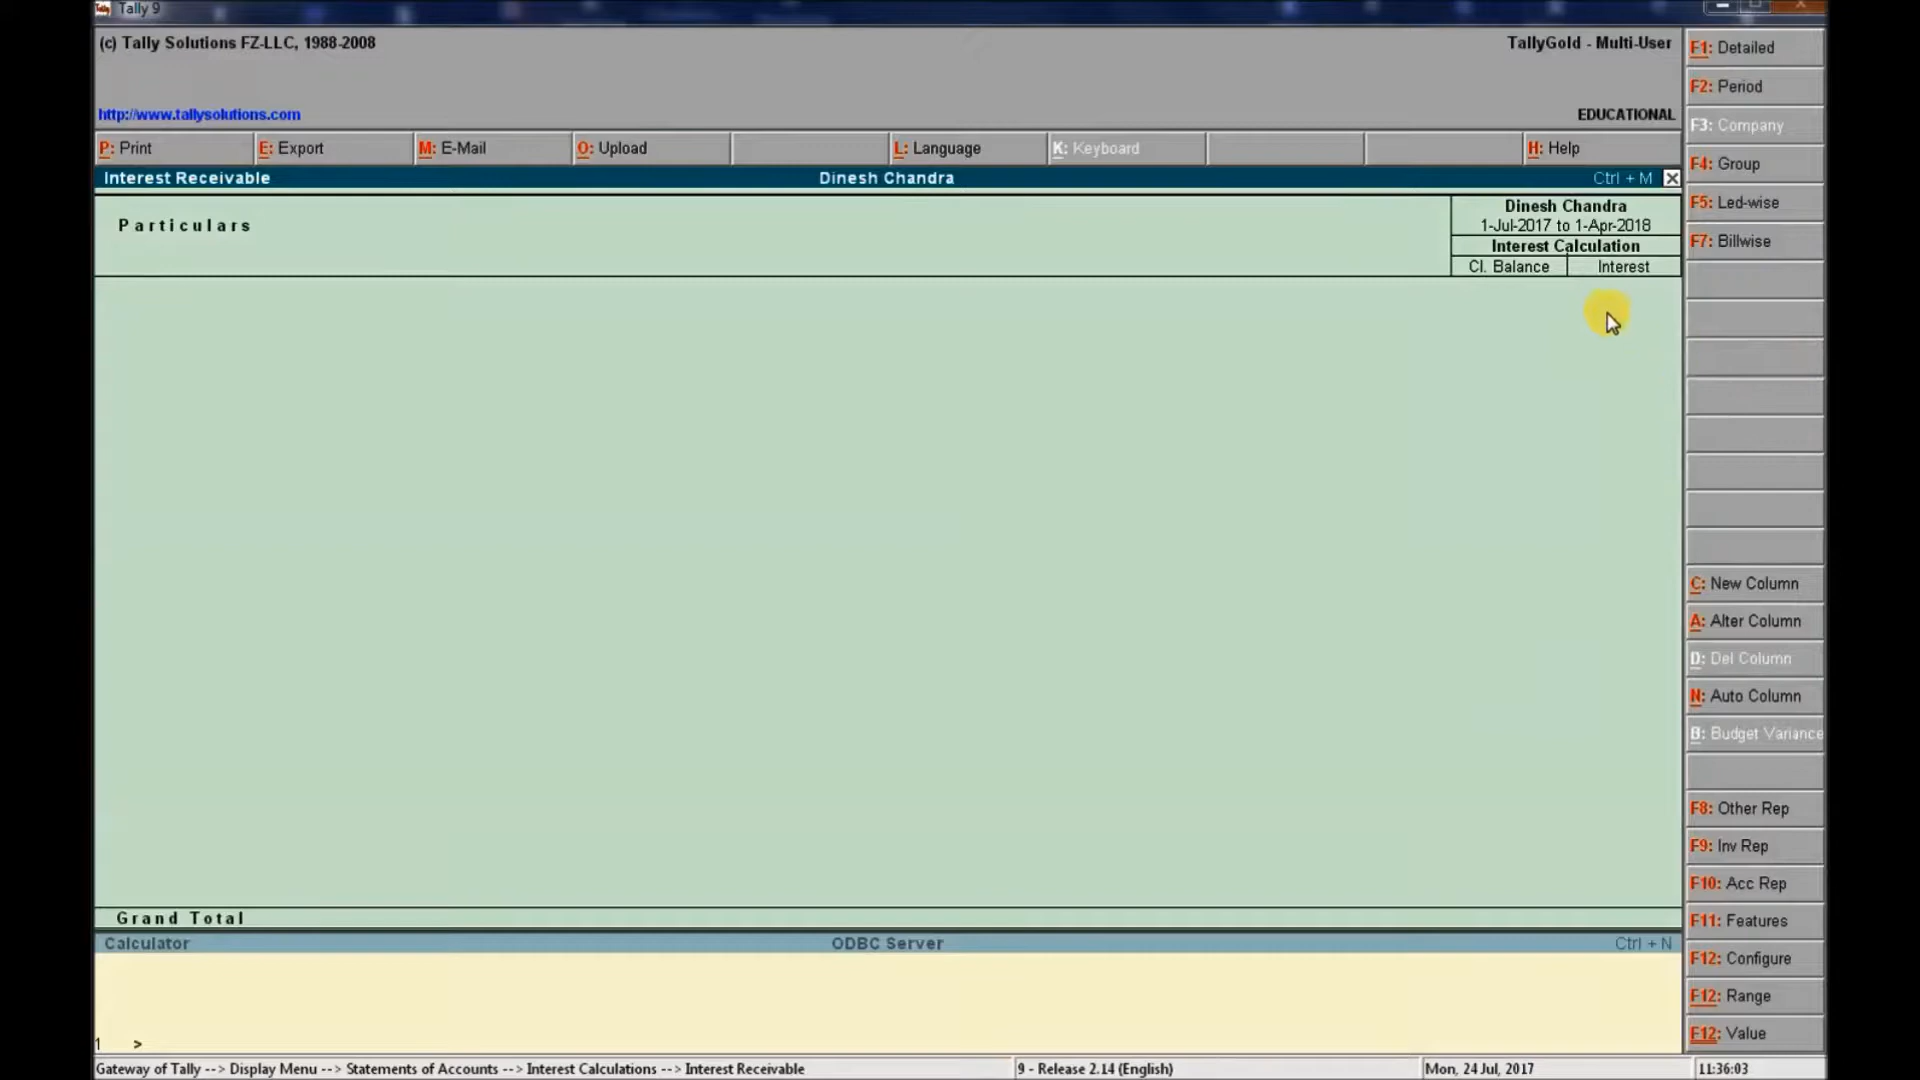 Tally 9
(c) Tally Solutions FZ-LLC, 1988-2008
TallyGold - Multi-User
http://www.tallysolutions.com
EDUCATIONAL
P: Print
E: Export
M: E-Mail
O: Upload
L: Language
K: Keyboard
H: Help
Interest Receivable
Dinesh Chandra
Ctrl + M
Particulars
Dinesh Chandra
1-Jul-2017 to 1-Apr-2018
Interest Calculation
Cl. Balance
Interest
Grand Total
Calculator
ODBC Server
Ctrl + N
1 >
F1: Detailed
F2: Period
F3: Company
F4: Group
F5: Led-wise
F7: Billwise
C: New Column
A: Alter Column
D: Del Column
N: Auto Column
B: Budget Variance
F8: Other Rep
F9: Inv Rep
F10: Acc Rep
F11: Features
F12: Configure
F12: Range
F12: Value
Gateway of Tally --> Display Menu --> Statements of Accounts --> Interest Calculations --> Interest Receivable
9 - Release 2.14 (English)
Mon, 24 Jul, 2017
11:36:03